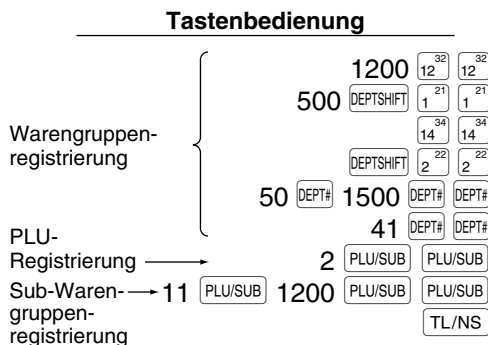 Tastenbedienung
1200 12 32 12 32
500 DEPTSHIFT 1 21 1 21
Warengruppen-
registrierung
14 34 14 34
DEPTSHIFT 2 22 2 22
50 DEPT# 1500 DEPT# DEPT#
41 DEPT# DEPT#
PLU-
Registrierung 2 PLU/SUB PLU/SUB
Sub-Waren- 11 PLU/SUB 1200 PLU/SUB PLU/SUB
gruppen-
registrierung
TL/NS